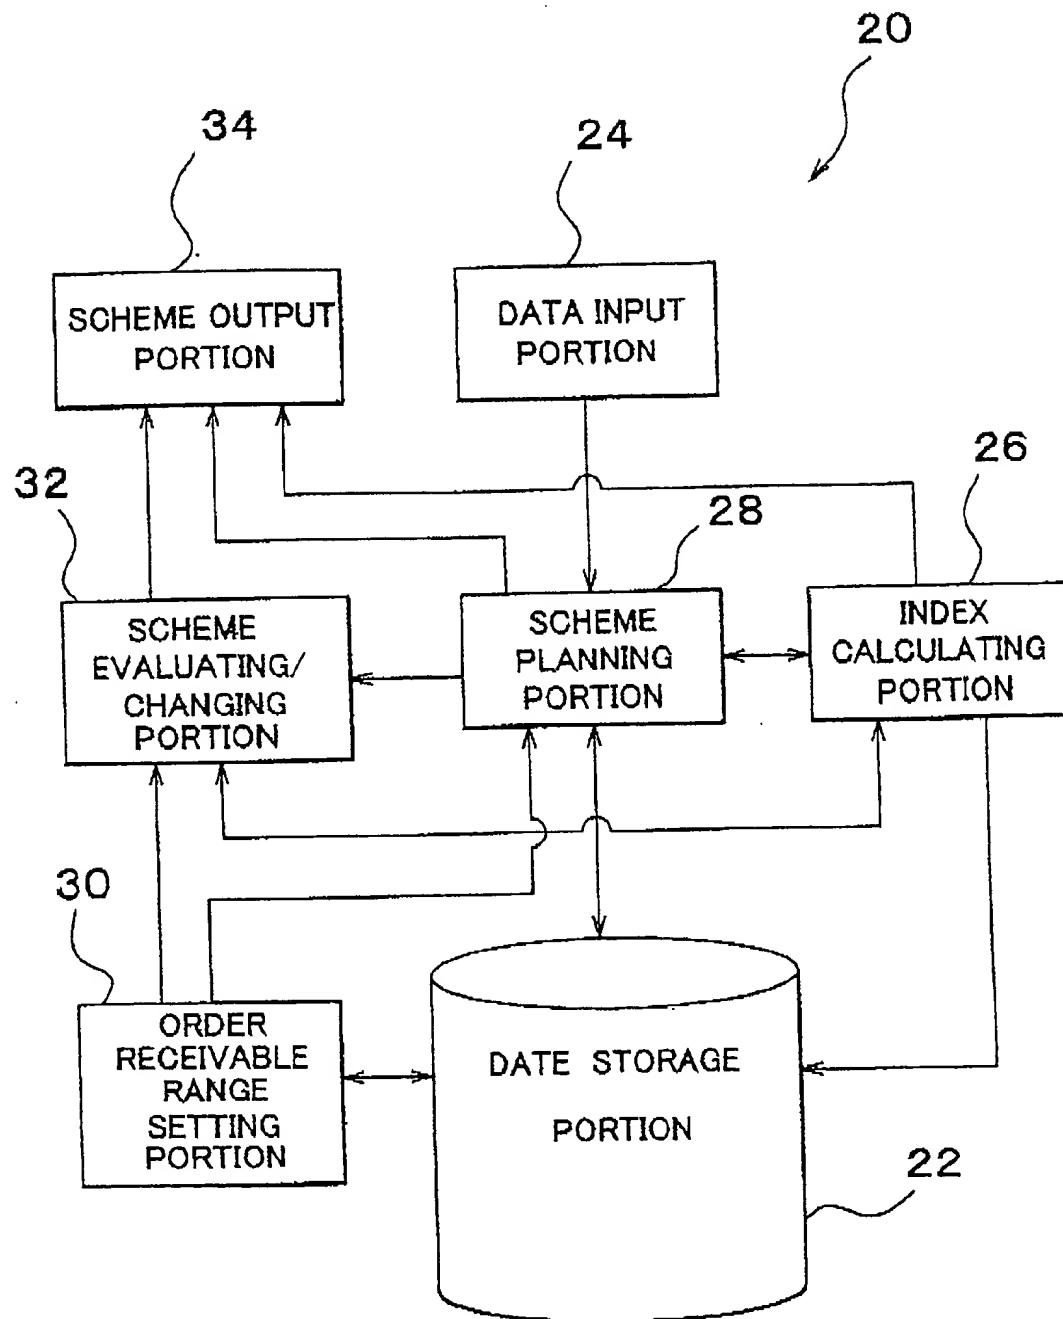 20
34
24
SCHEME OUTPUT
PORTION
DATA INPUT
PORTION
32
28
26
SCHEME
EVALUATING/
CHANGING
PORTION
SCHEME
PLANNING
PORTION
INDEX
CALCULATING
PORTION
30
ORDER
RECEIVABLE
RANGE
SETTING
PORTION
DATE STORAGE
PORTION
22